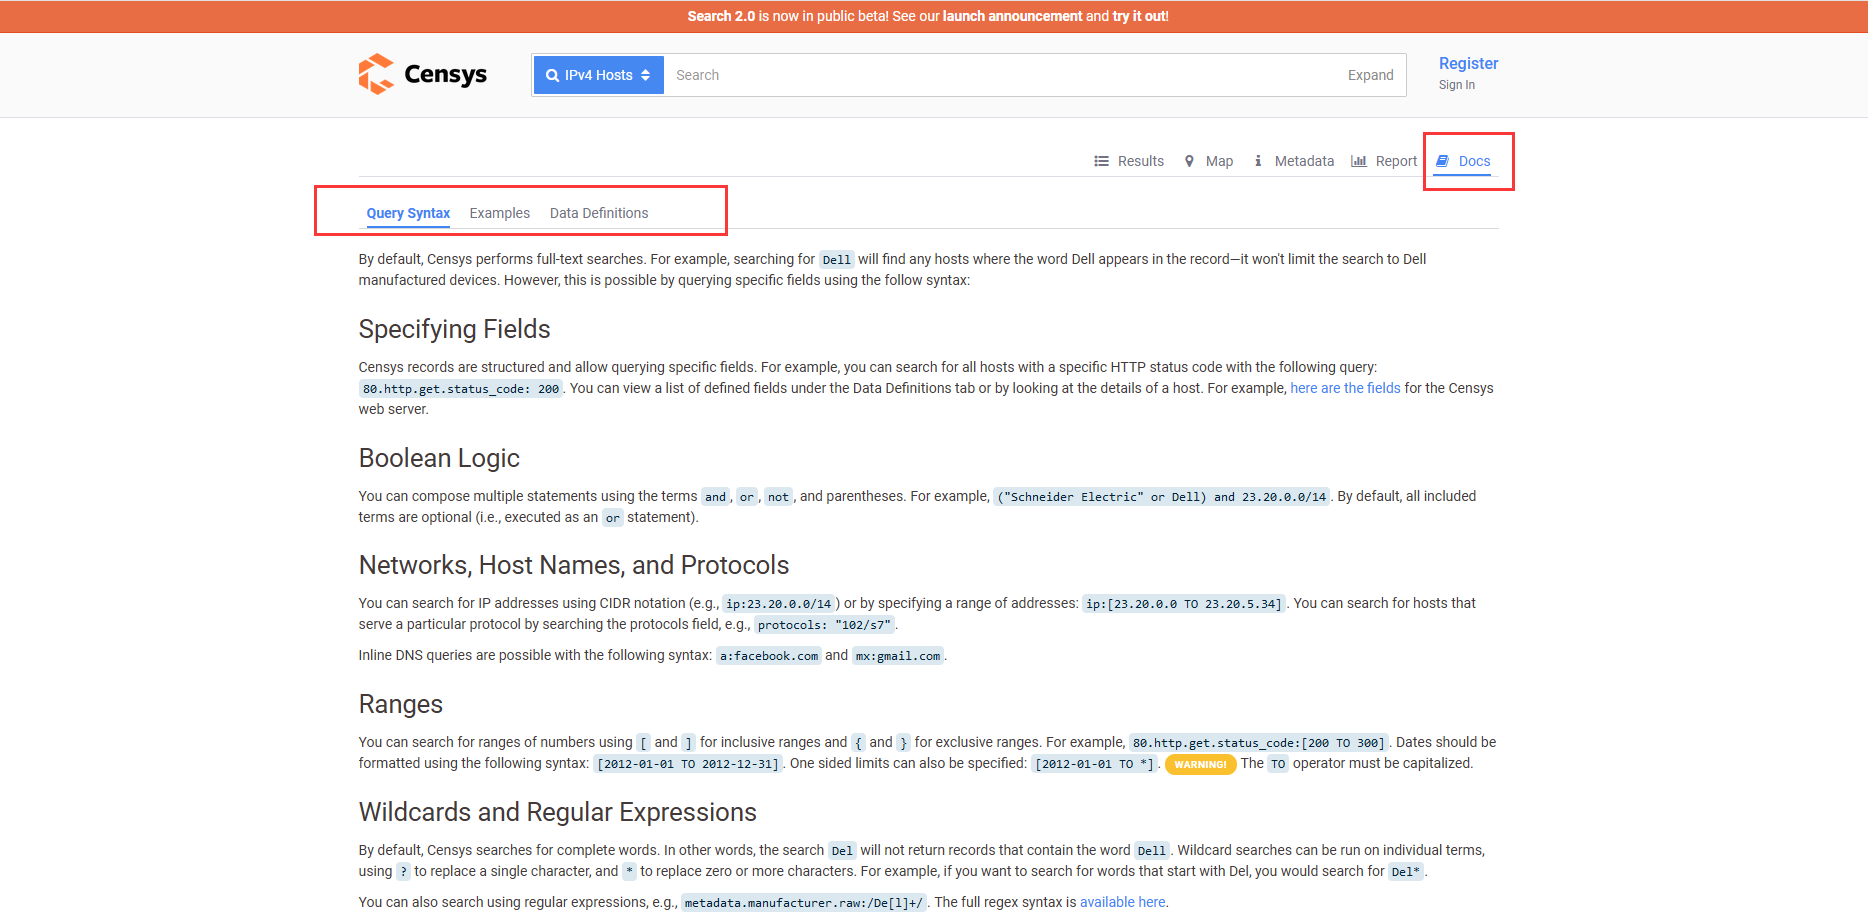 Search 2.0 is now in public beta! See our launch announcement and try it out!
Censys
IPv4 Hosts Search Expand
Register
Sign In
Results Map Metadata Report Docs
Query Syntax Examples Data Definitions
By default, Censys performs full-text searches. For example, searching for Dell will find any hosts where the word Dell appears in the record—it won't limit the search to Dell
manufactured devices. However, this is possible by querying specific fields using the follow syntax:
Specifying Fields
Censys records are structured and allow querying specific fields. For example, you can search for all hosts with a specific HTTP status code with the following query:
80.http.get.status_code: 200. You can view a list of defined fields under the Data Definitions tab or by looking at the details of a host. For example, here are the fields for the Censys
web server.
Boolean Logic
You can compose multiple statements using the terms and, or, not, and parentheses. For example, ("Schneider Electric" or Dell) and 23.20.0.0/14. By default, all included
terms are optional (i.e., executed as an or statement).
Networks, Host Names, and Protocols
You can search for IP addresses using CIDR notation (e.g., ip:23.20.0.0/14) or by specifying a range of addresses: ip:[23.20.0.0 TO 23.20.5.34]. You can search for hosts that
serve a particular protocol by searching the protocols field, e.g., protocols: "102/s7".
Inline DNS queries are possible with the following syntax: a:facebook.com and mx:gmail.com.
Ranges
You can search for ranges of numbers using [ and ] for inclusive ranges and { and } for exclusive ranges. For example, 80.http.get.status_code:[200 TO 300]. Dates should be
formatted using the following syntax: [2012-01-01 TO 2012-12-31]. One sided limits can also be specified: [2012-01-01 TO *]. WARNING! The TO operator must be capitalized.
Wildcards and Regular Expressions
By default, Censys searches for complete words. In other words, the search Del will not return records that contain the word Dell. Wildcard searches can be run on individual terms,
using ? to replace a single character, and * to replace zero or more characters. For example, if you want to search for words that start with Del, you would search for Del*.
You can also search using regular expressions, e.g., metadata.manufacturer.raw:/De[l]+/. The full regex syntax is available here.